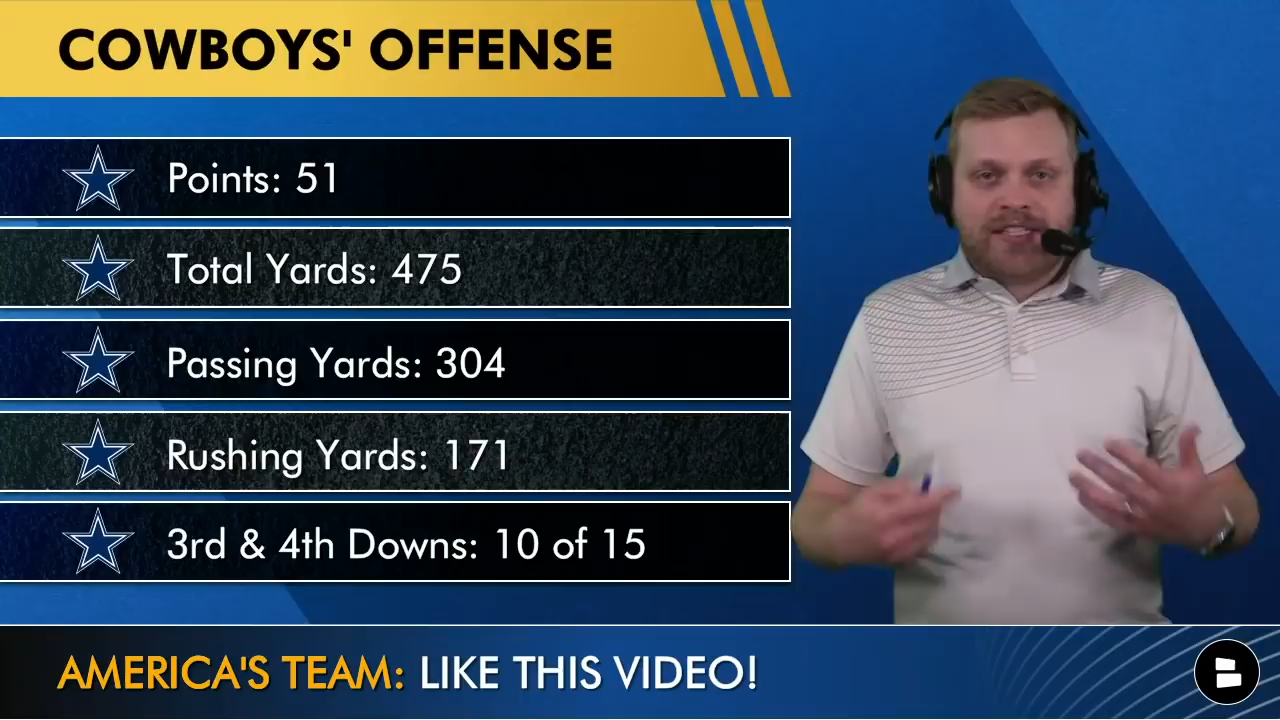 COWBOYS' OFFENSE
Points: 51
Total Yards: 475
Passing Yards: 304
Rushing Yards: 171
3rd & 4th Downs: 10 of 15
AMERICA'S TEAM: LIKE THIS VIDEO!